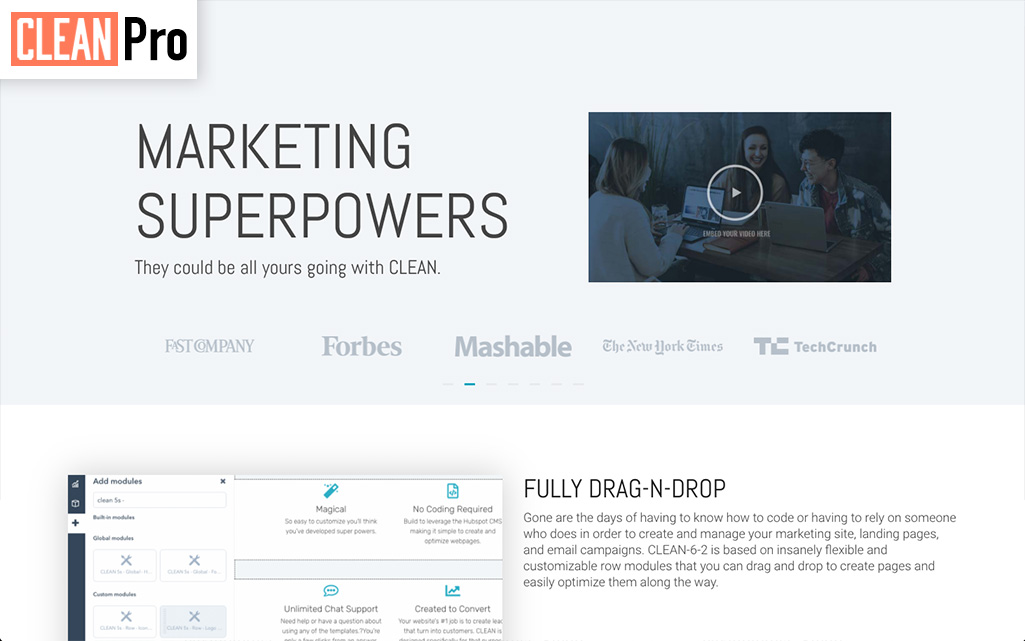 CLEAN Pro
MARKETING
SUPERPOWERS
They could be all yours going with CLEAN.
EMBED YOUR VIDEO HERE
FAST COMPANY
Forbes
Mashable
The New York Times
TC TechCrunch
Add modules
clean 5s -
Built-in modules
Global modules
CLEAN 5s - Global - H...
CLEAN 5s - Global - Fo...
Custom modules
CLEAN 5s - Row - Icon...
CLEAN 5s - Row - Logo ...
Magical
So easy to customize you'll think
you've developed super powers.
No Coding Required
Build to leverage the Hubspot CMS
making it simple to create and
optimize webpages.
Unlimited Chat Support
Need help or have a question about
using any of the templates ?You're
only a few clicks from an answer
Created to Convert
Your website's #1 job is to create lead
that turn into customers. CLEAN is
designed specifically for that purpose
FULLY DRAG-N-DROP
Gone are the days of having to know how to code or having to rely on someone
who does in order to create and manage your marketing site, landing pages,
and email campaigns. CLEAN-6-2 is based on insanely flexible and
customizable row modules that you can drag and drop to create pages and
easily optimize them along the way.